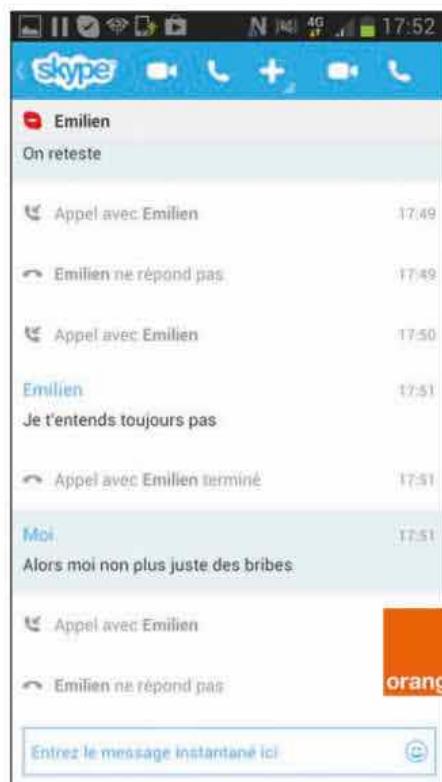 N 4G 17:52
skype
Emilien
On reteste
Appel avec Emilien 17:49
Emilien ne répond pas 17:49
Appel avec Emilien 17:50
Emilien 17:51
Je t'entends toujours pas
Appel avec Emilien terminé 17:51
Moi 17:51
Alors moi non plus juste des bribes
Appel avec Emilien
Emilien ne répond pas
orang
Entrez le message instantané ici